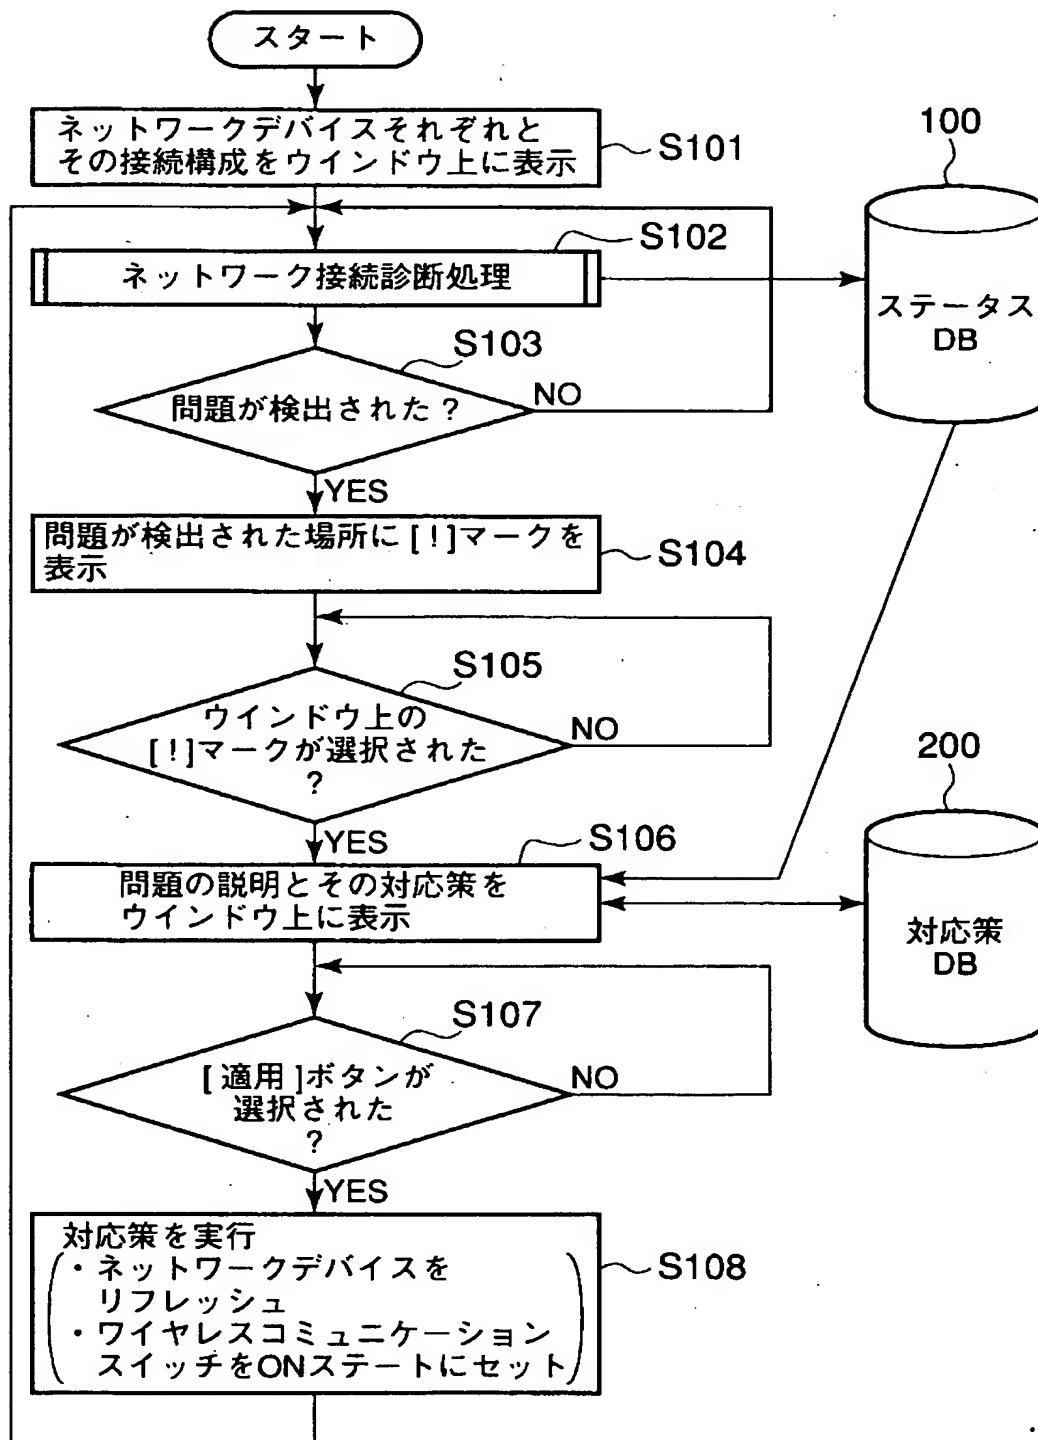 スタート
ネットワークデバイスそれぞれと
その接続構成をウインドウ上に表示
S101
100
S102
ネットワーク接続診断処理
ステータス
DB
S103
問題が検出された?
NO
YES
問題が検出された場所に[!]マークを
表示
S104
S105
ウインドウ上の
[!]マークが選択された
?
NO
200
YES
S106
問題の説明とその対応策を
ウインドウ上に表示
対応策
DB
S107
[適用]ボタンが
選択された
?
NO
YES
対応策を実行
・ネットワークデバイスを
リフレッシュ
・ワイヤレスコミュニケーション
スイッチをONステートにセット
S108